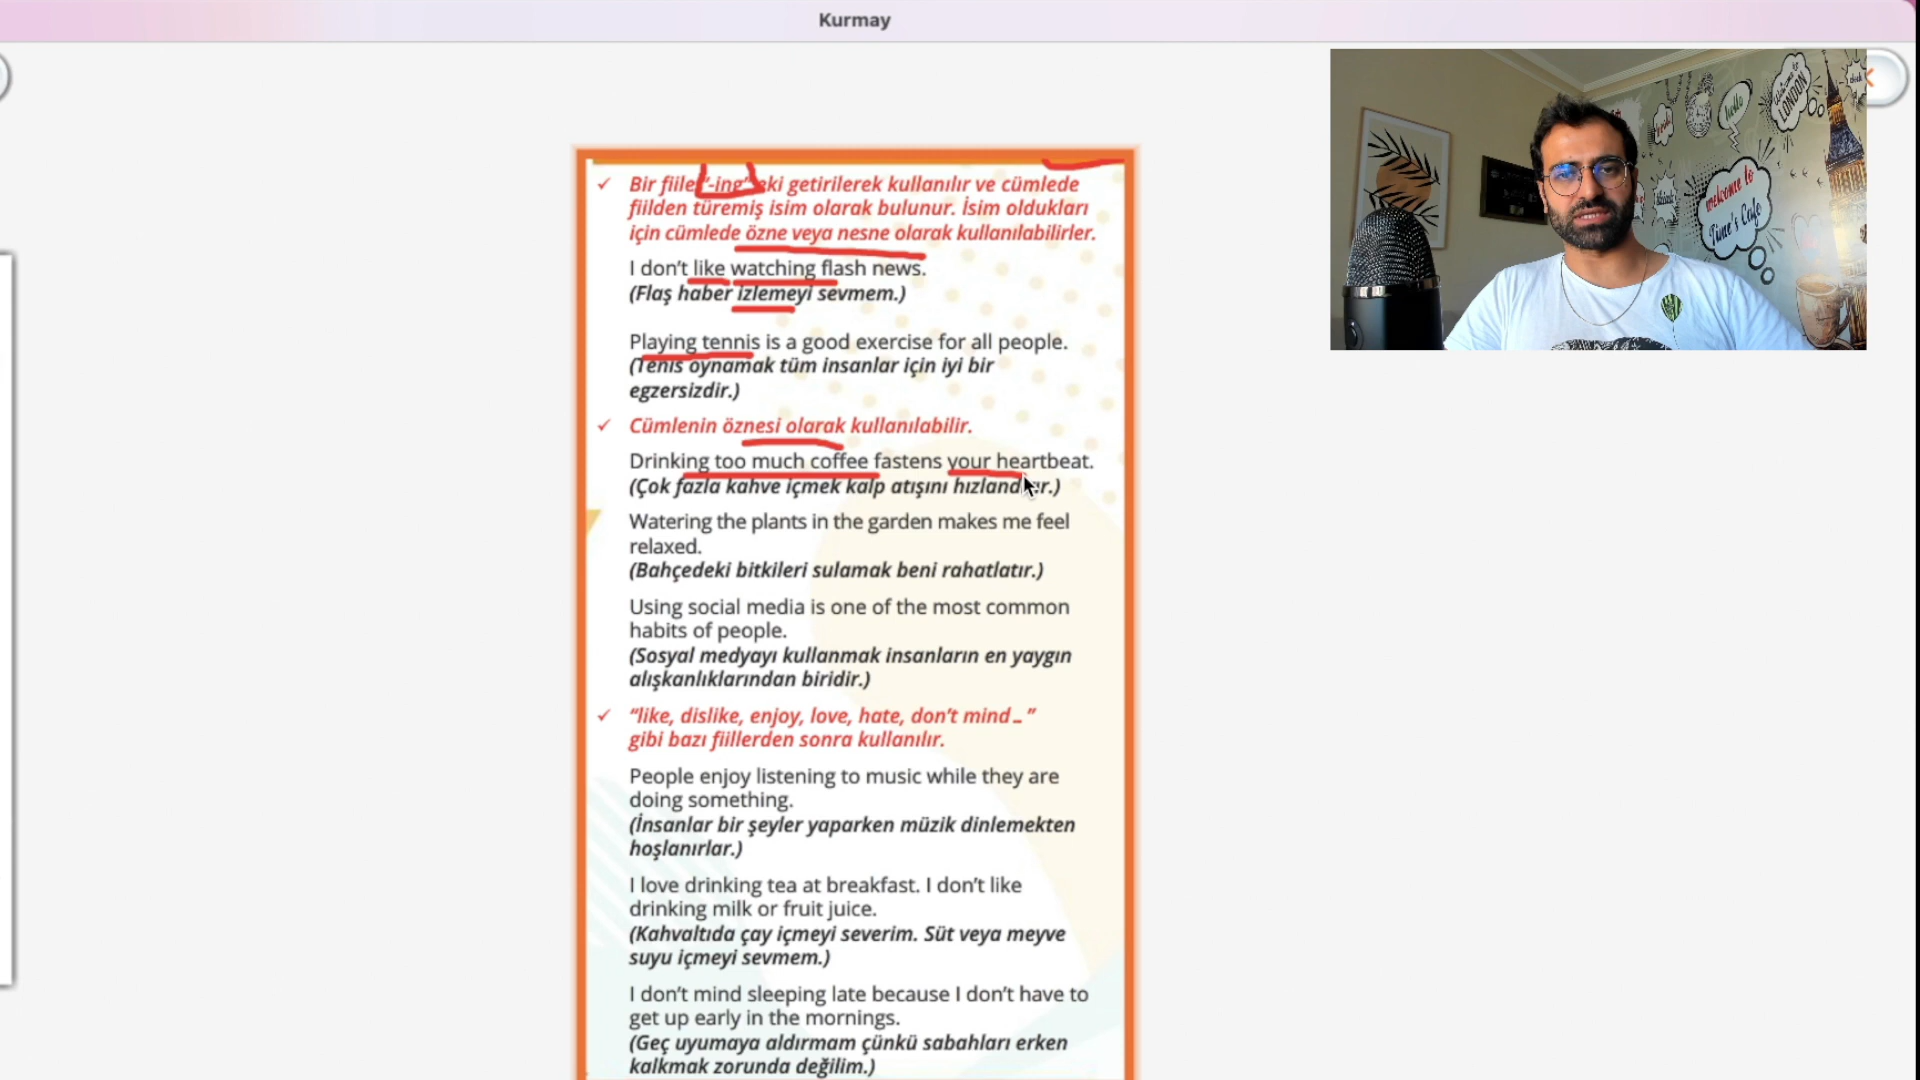 Kurmay
✓ Bir fiile "-ing" eki getirilerek kullanılır ve cümlede
fiilden türemiş isim olarak bulunur. İsim oldukları
için cümlede özne veya nesne olarak kullanılabilirler.
I don't like watching flash news.
(Flaş haber izlemeyi sevmem.)
Playing tennis is a good exercise for all people.
(Tenis oynamak tüm insanlar için iyi bir
egzersizdir.)
✓ Cümlenin öznesi olarak kullanılabilir.
Drinking too much coffee fastens your heartbeat.
(Çok fazla kahve içmek kalp atışını
Watering the plants in the garden makes me feel
relaxed.
(Bahçedeki bitkileri sulamak beni rahatlatır.)
Using social media is one of the most common
habits of people.
(Sosyal medyayı kullanmak insanların en yaygın
alışkanlıklarından biridir.)
✓ "like, dislike, enjoy, love, hate, don't mind…"
gibi bazı fiillerden sonra kullanılır.
People enjoy listening to music while they are
doing something.
(İnsanlar bir şeyler yaparken müzik dinlemekten
hoşlanırlar.)
I love drinking tea at breakfast. I don't like
drinking milk or fruit juice.
(Kahvaltıda çay içmeyi severim. Süt veya meyve
suyu içmeyi sevmem.)
I don't mind sleeping late because I don't have to
get up early in the mornings.
(Geç uyumaya aldırmam çünkü sabahları erken
kalkmak zorunda değilim.)
hello
Welcome to
LONDON
welcome to
Time's Cafe